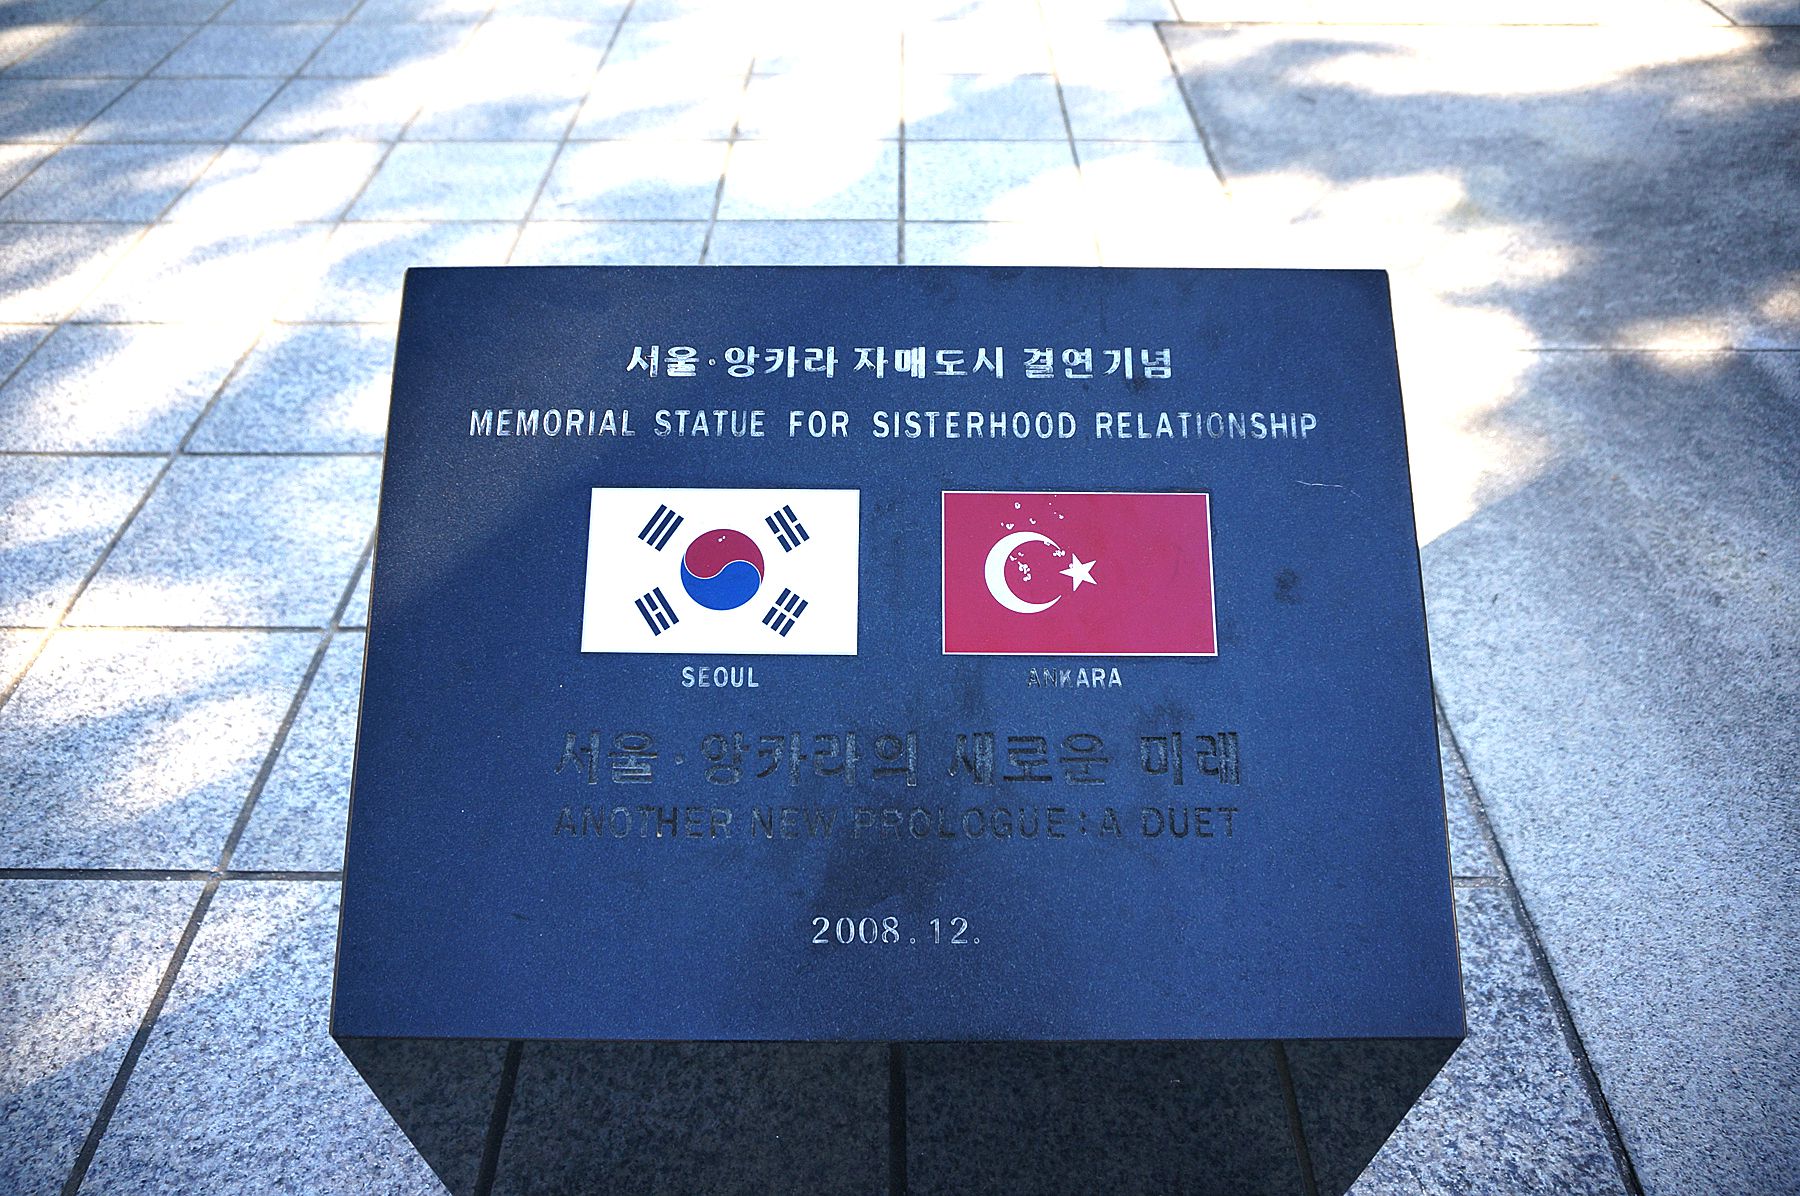 서울·앙카라 자매도시 결연기념
MEMORIAL STATUE FOR SISTERHOOD RELATIONSHIP
SEOUL
ANKARA
서울·앙카라의 새로운 미래
ANOTHER NEW PROLOGUE : A DUET
2008. 12.